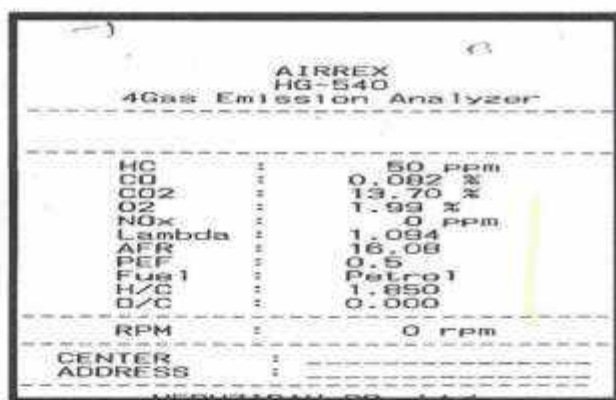 AIRREX
HG-540
4Gas Emission Analyzer
HC : 50 ppm
CO : 0.082 %
CO2 : 13.70 %
O2 : 1.99 %
NOx : 0 ppm
Lambda : 1.094
AFR : 16.08
PEF : 0.5
Fuel : Petrol
H/C : 1.850
O/C : 0.000
RPM : 0 rpm
CENTER :
ADDRESS :